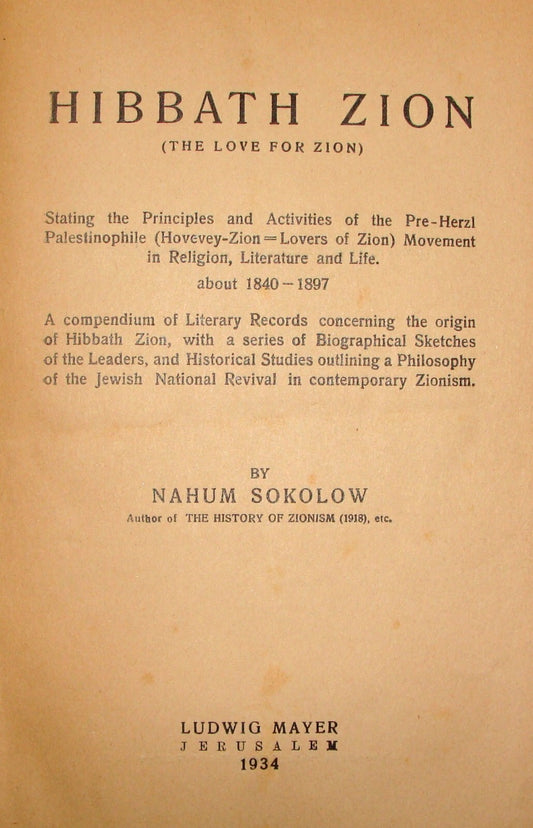 HIBBATH ZION
(THE LOVE FOR ZION)
Stating the Principles and Activities of the Pre-Herzl
Palestinophile (Hovevey-Zion=Lovers of Zion) Movement
in Religion, Literature and Life.
about 1840–1897
A compendium of Literary Records concerning the origin
of Hibbath Zion, with a series of Biographical Sketches
of the Leaders, and Historical Studies outlining a Philosophy
of the Jewish National Revival in contemporary Zionism.
BY
NAHUM SOKOLOW
Author of THE HISTORY OF ZIONISM (1918), etc.
LUDWIG MAYER
JERUSALEM
1934